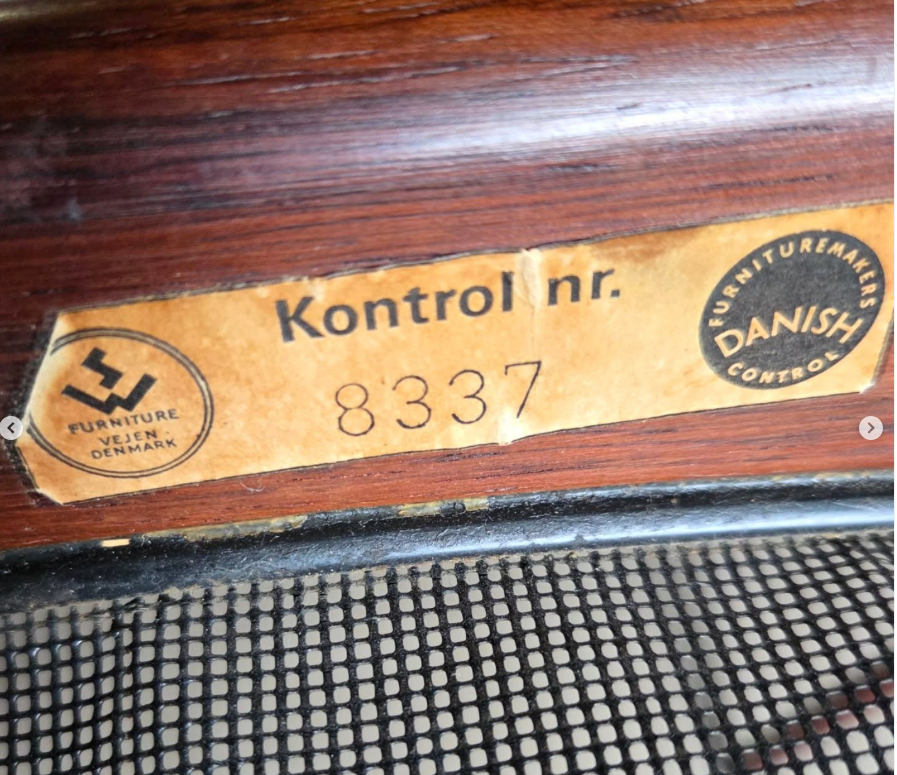 Kontrol nr.
8337
FURNITURE
VEJEN
DENMARK
FURNITUREMAKERS
DANISH
CONTROL